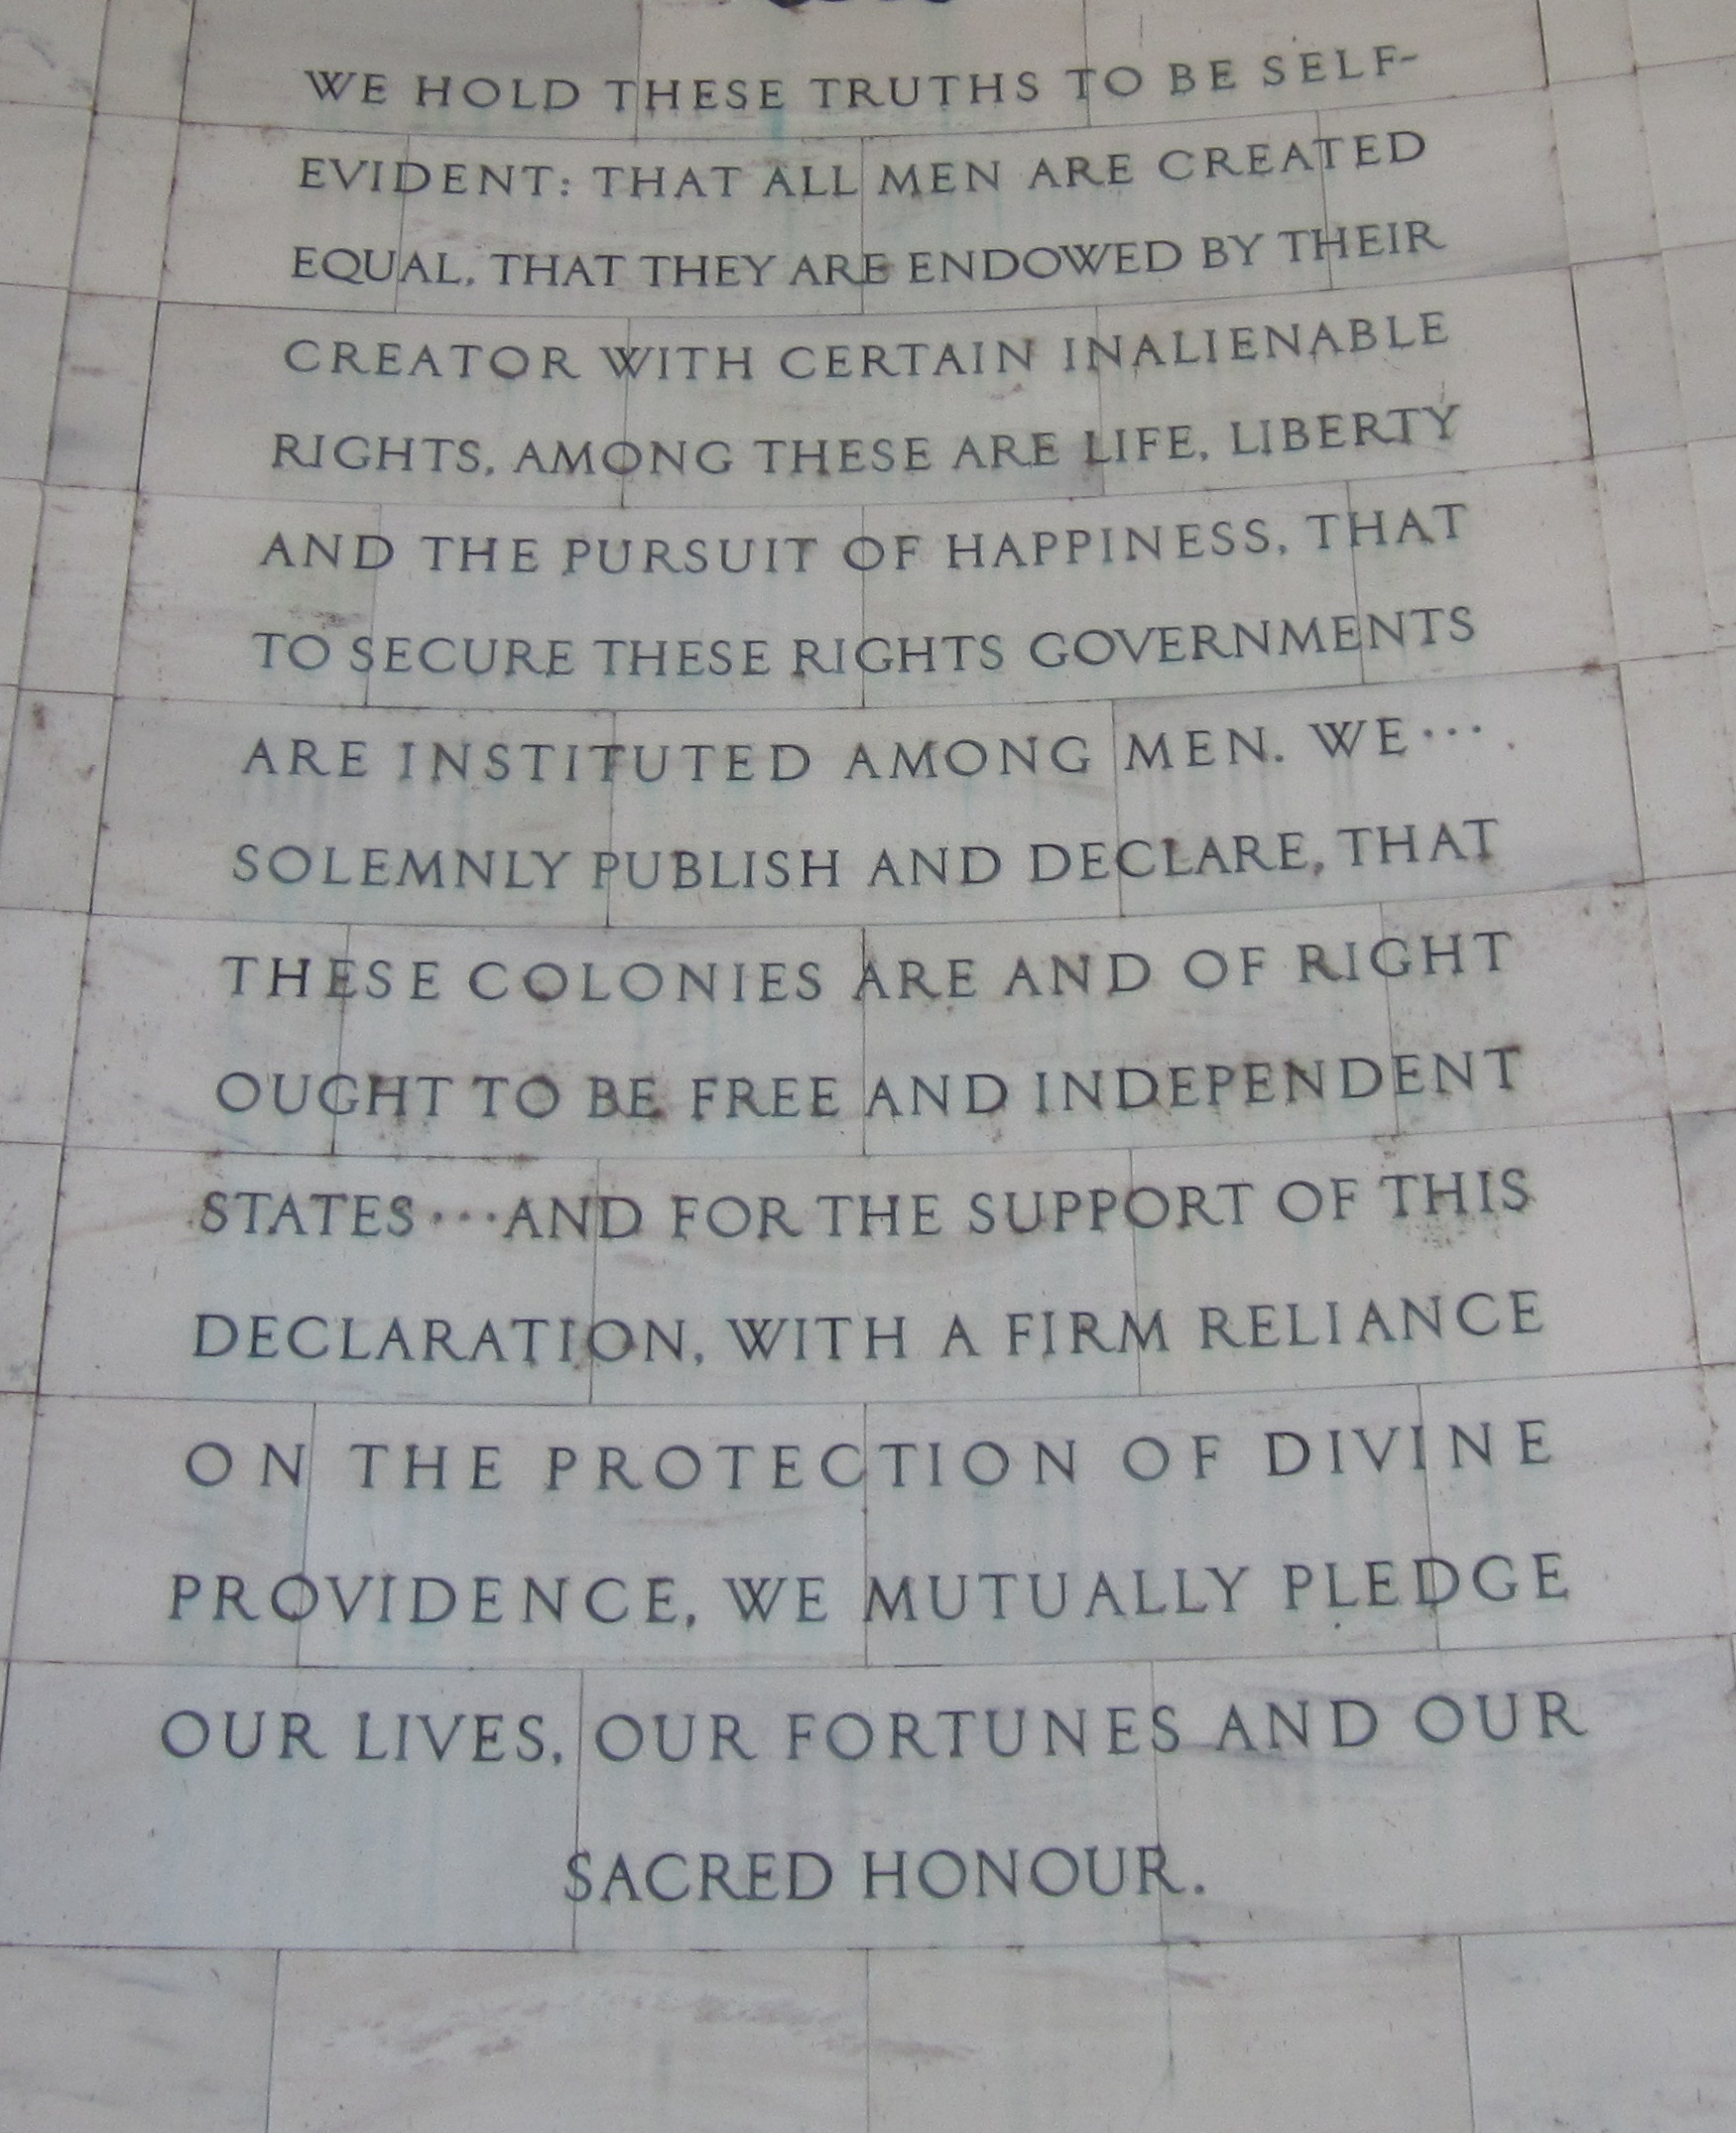 WE HOLD THESE TRUTHS TO BE SELF-
EVIDENT: THAT ALL MEN ARE CREATED
EQUAL, THAT THEY ARE ENDOWED BY THEIR
CREATOR WITH CERTAIN INALIENABLE
RIGHTS, AMONG THESE ARE LIFE, LIBERTY
AND THE PURSUIT OF HAPPINESS, THAT
TO SECURE THESE RIGHTS GOVERNMENTS
ARE INSTITUTED AMONG MEN. WE···
SOLEMNLY PUBLISH AND DECLARE, THAT
THESE COLONIES ARE AND OF RIGHT
OUGHT TO BE FREE AND INDEPENDENT
STATES···AND FOR THE SUPPORT OF THIS
DECLARATION, WITH A FIRM RELIANCE
ON THE PROTECTION OF DIVINE
PROVIDENCE, WE MUTUALLY PLEDGE
OUR LIVES, OUR FORTUNES AND OUR
SACRED HONOUR.